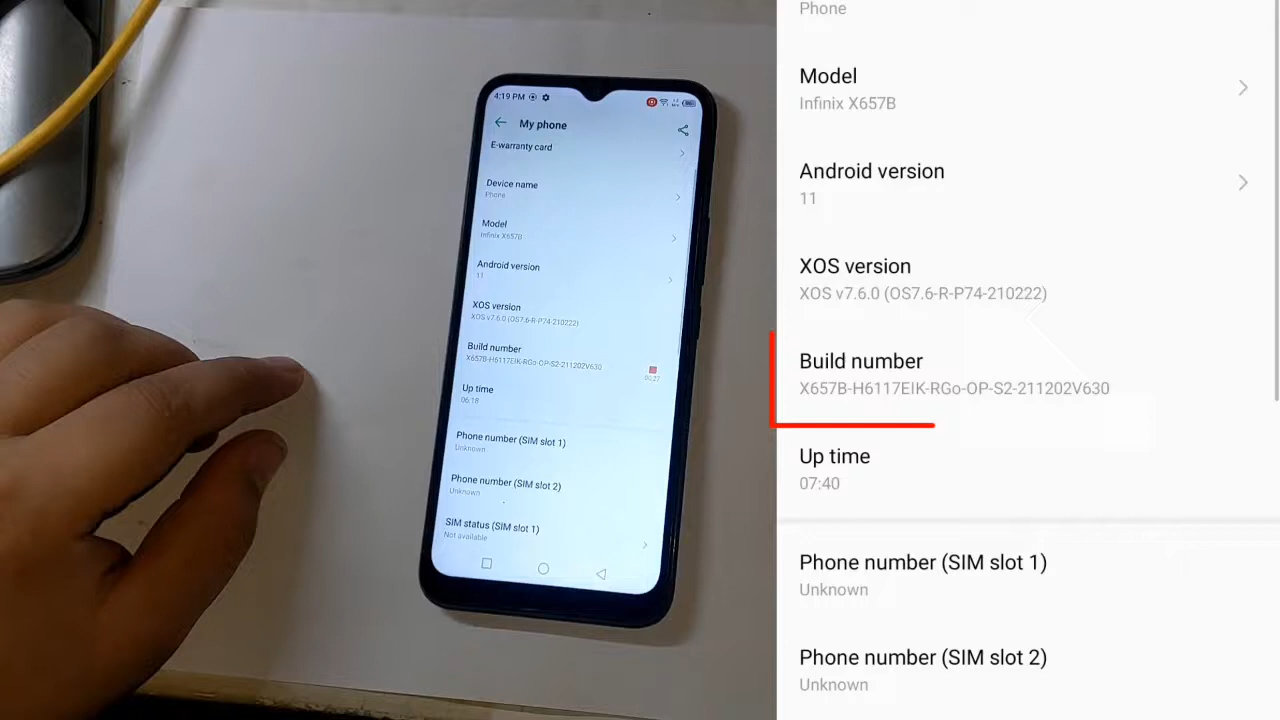 4:19 PM
My phone
E-warranty card
Device name
Phone
Model
Infinix X657B
Android version
11
XOS version
XOS v7.6.0 (OS7.6-R-P74-210222)
Build number
X657B-H6117EIK-RGo-OP-S2-211202V630
00:27
Up time
06:18
Phone number (SIM slot 1)
Unknown
Phone number (SIM slot 2)
Unknown
SIM status (SIM slot 1)
Not available
Phone
Model
Infinix X657B
Android version
11
XOS version
XOS v7.6.0 (OS7.6-R-P74-210222)
Build number
X657B-H6117EIK-RGo-OP-S2-211202V630
Up time
07:40
Phone number (SIM slot 1)
Unknown
Phone number (SIM slot 2)
Unknown